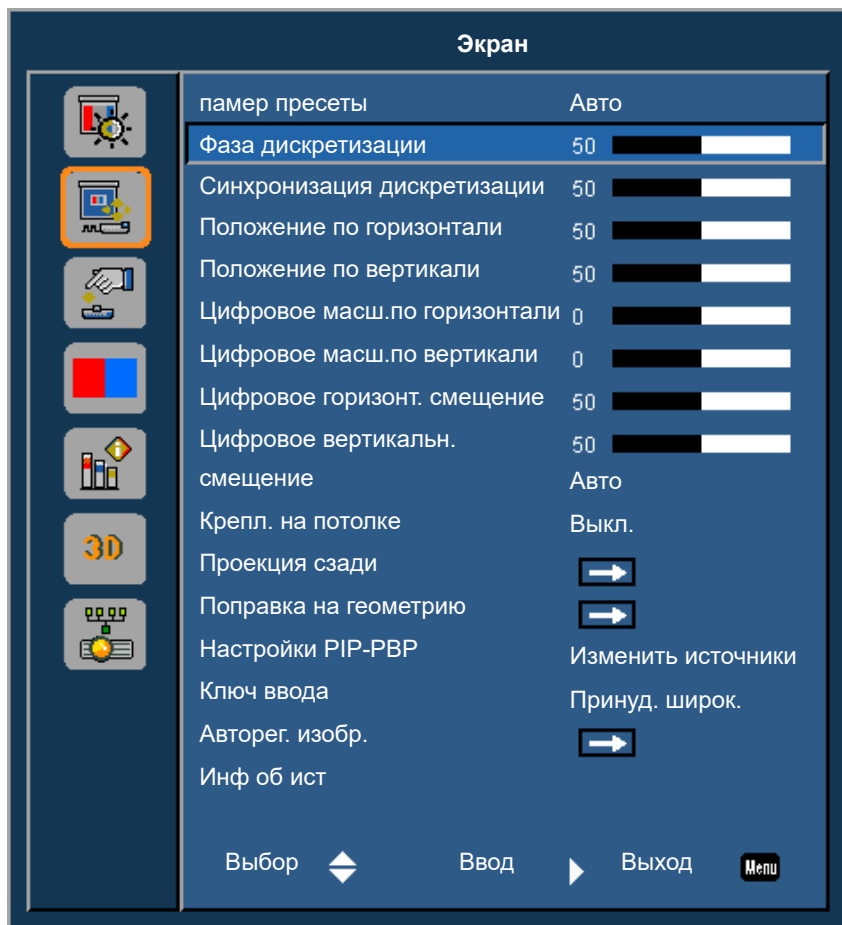 Экран
памер пресеты Авто
Фаза дискретизации 50
Синхронизация дискретизации 50
Положение по горизонтали 50
Положение по вертикали 50
Цифровое масш.по горизонтали 0
Цифровое масш.по вертикали 0
Цифровое горизонт. смещение 50
Цифровое вертикальн. 50
смещение Авто
Крепл. на потолке Выкл.
Проекция сзади
Поправка на геометрию
Настройки PIP-PBP Изменить источники
Ключ ввода Принуд. широк.
Авторег. изобр.
Инф об ист
3D
Выбор Ввод Выход Menu